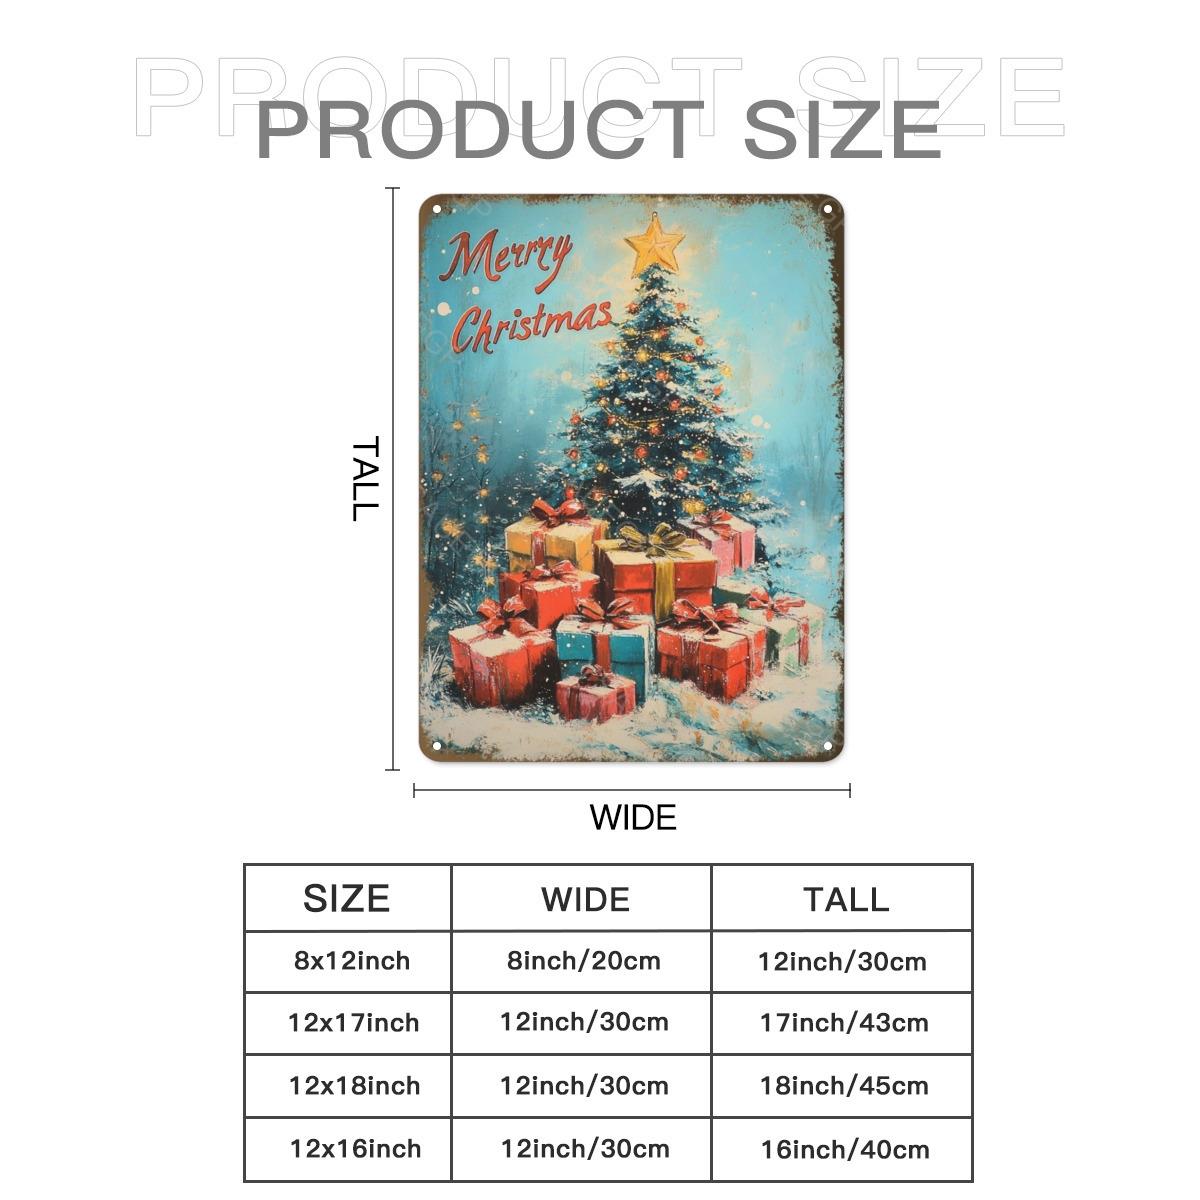 PRODUCT SIZE
PRODUCT SIZE
Merry
Christmas
TALL
WIDE
SIZE WIDE TALL
8x12inch 8inch/20cm 12inch/30cm
12x17inch 12inch/30cm 17inch/43cm
12x18inch 12inch/30cm 18inch/45cm
12x16inch 12inch/30cm 16inch/40cm